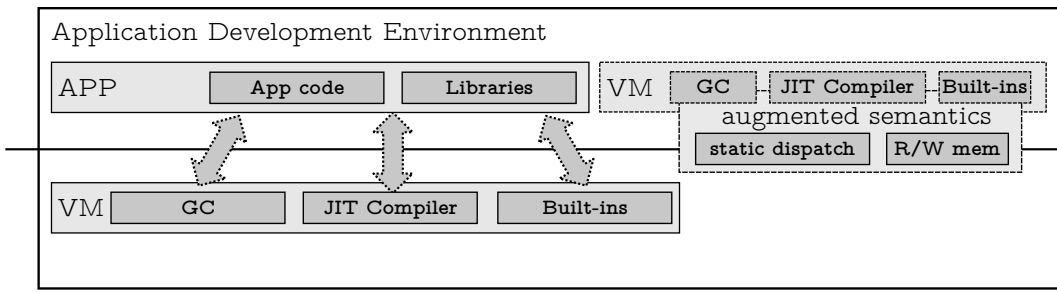 Application Development Environment
APP App code Libraries
VM GC JIT Compiler Built-ins
augmented semantics
static dispatch R/W mem
VM GC JIT Compiler Built-ins